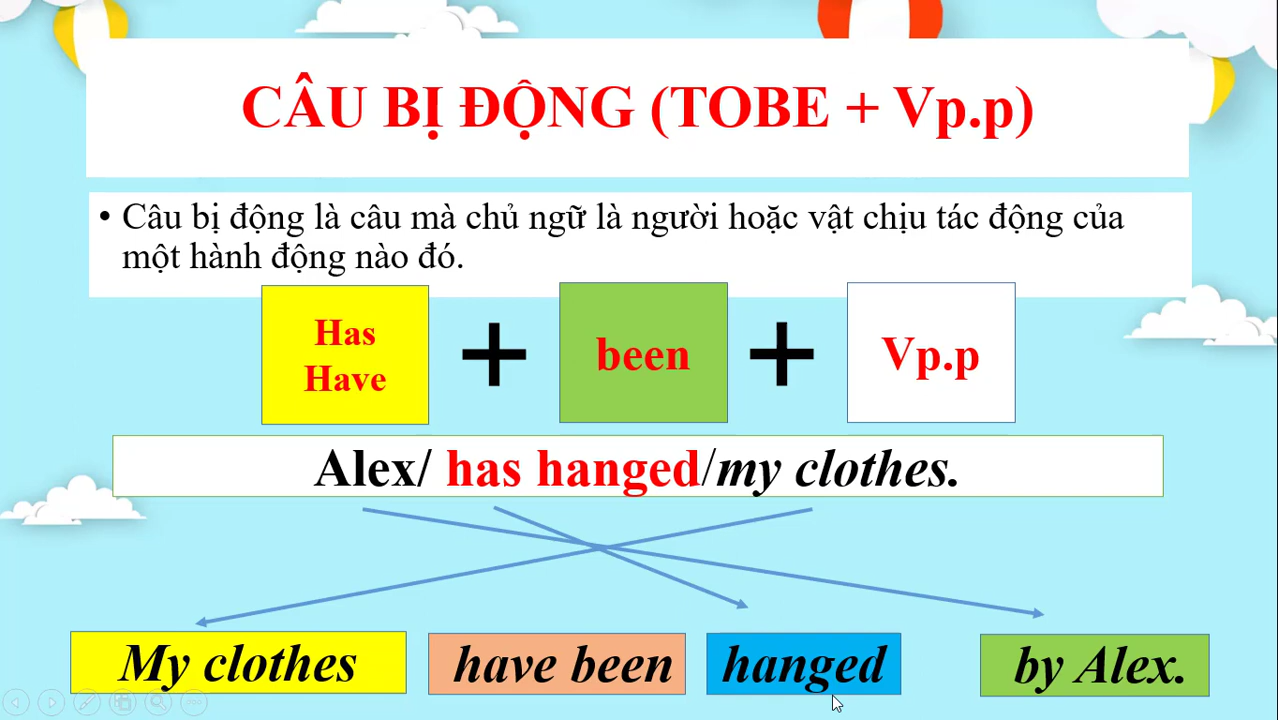 CÂU BỊ ĐỘNG (TOBE + Vp.p)
• Câu bị động là câu mà chủ ngữ là người hoặc vật chịu tác động của
một hành động nào đó.
Has
Have
+
been
+
Vp.p
Alex/ has hanged/my clothes.
My clothes
have been
hanged
by Alex.